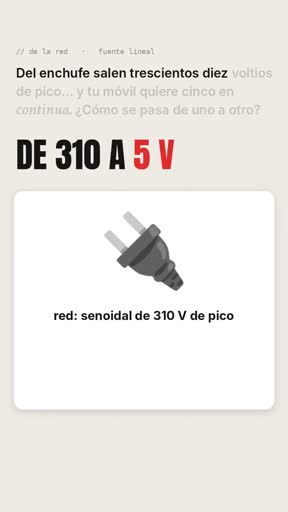 // de la red · fuente lineal
Del enchufe salen trescientos diez voltios
de pico... y tu móvil quiere cinco en
continua. ¿Cómo se pasa de uno a otro?
DE 310 A 5 V
red: senoidal de 310 V de pico